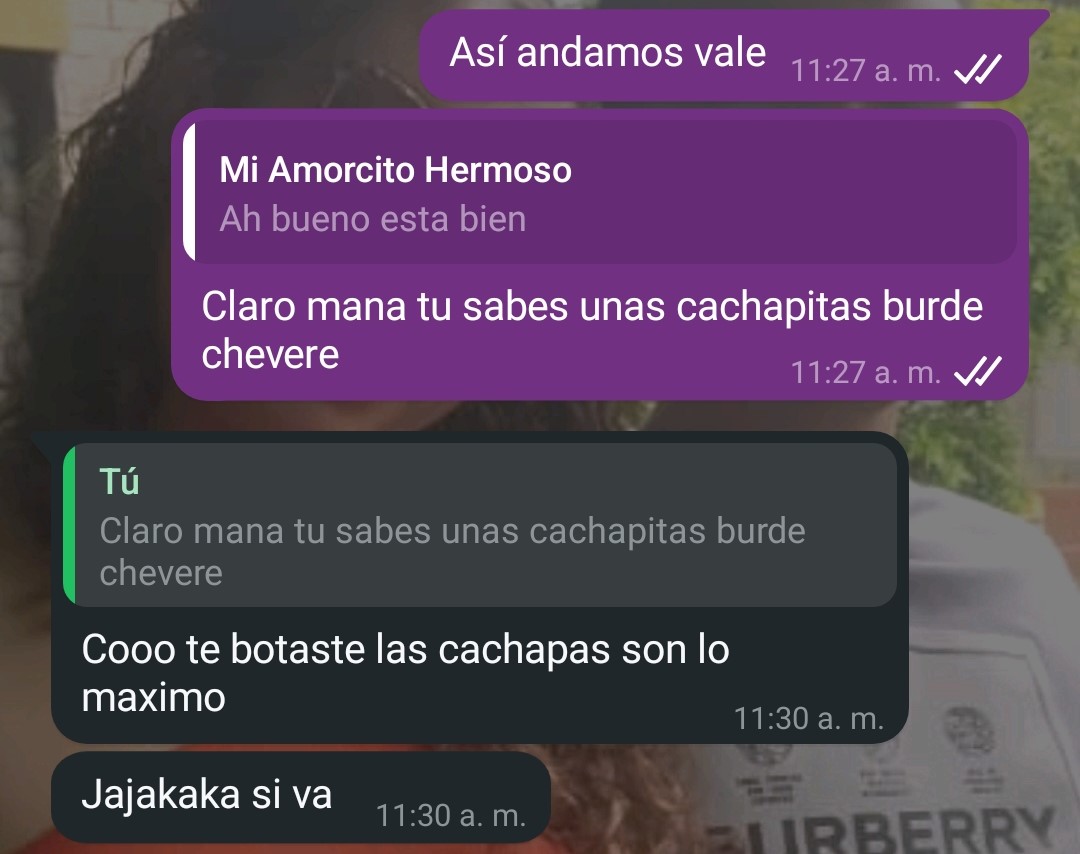 Así andamos vale 11:27 a. m.
Mi Amorcito Hermoso
Ah bueno esta bien
Claro mana tu sabes unas cachapitas burde
chevere
11:27 a. m.
Tú
Claro mana tu sabes unas cachapitas burde
chevere
Cooo te botaste las cachapas son lo
maximo
11:30 a. m.
Jajakaka si va 11:30 a. m.
BURBERRY